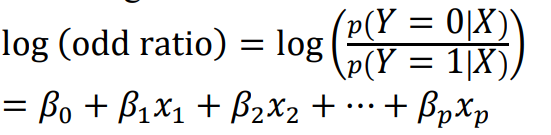 log (odd ratio) = log(p(Y = 0|X) / p(Y = 1|X))
= β₀ + β₁x₁ + β₂x₂ + ⋯ + βₚxₚ